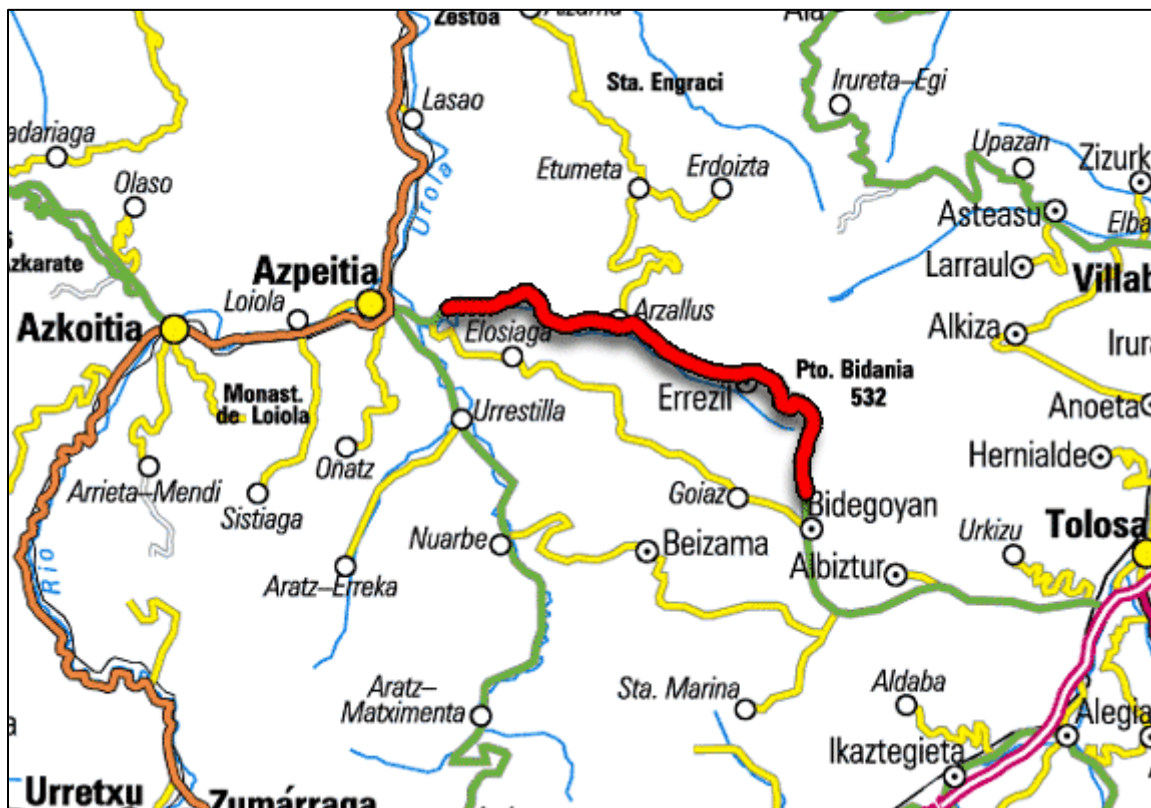 Zestoa
Aizarna
Lasao
Sta. Engraci
Irureta–Egi
adariaga
Olaso
Urola
Etumeta
Erdoizta
Upazan
Zizurk
Asteasu
Elba
Azpeitia
Larraul
Villab
zkarate
Loiola
Arzallus
Azkoitia
Elosiaga
Alkiza
Irura
Pto. Bidania
532
Errezil
Monast.
de Loiola
Urrestilla
Anoeta
Oñatz
Hernialde
Arrieta–Mendi
Sistiaga
Goiaz
Bidegoyan
Urkizu
Tolosa
Nuarbe
Beizama
Albiztur
Rio
Aratz–Erreka
Aratz–
Matximenta
Sta. Marina
Aldaba
Alegia
Ikaztegieta
Urretxu
Zumárraga